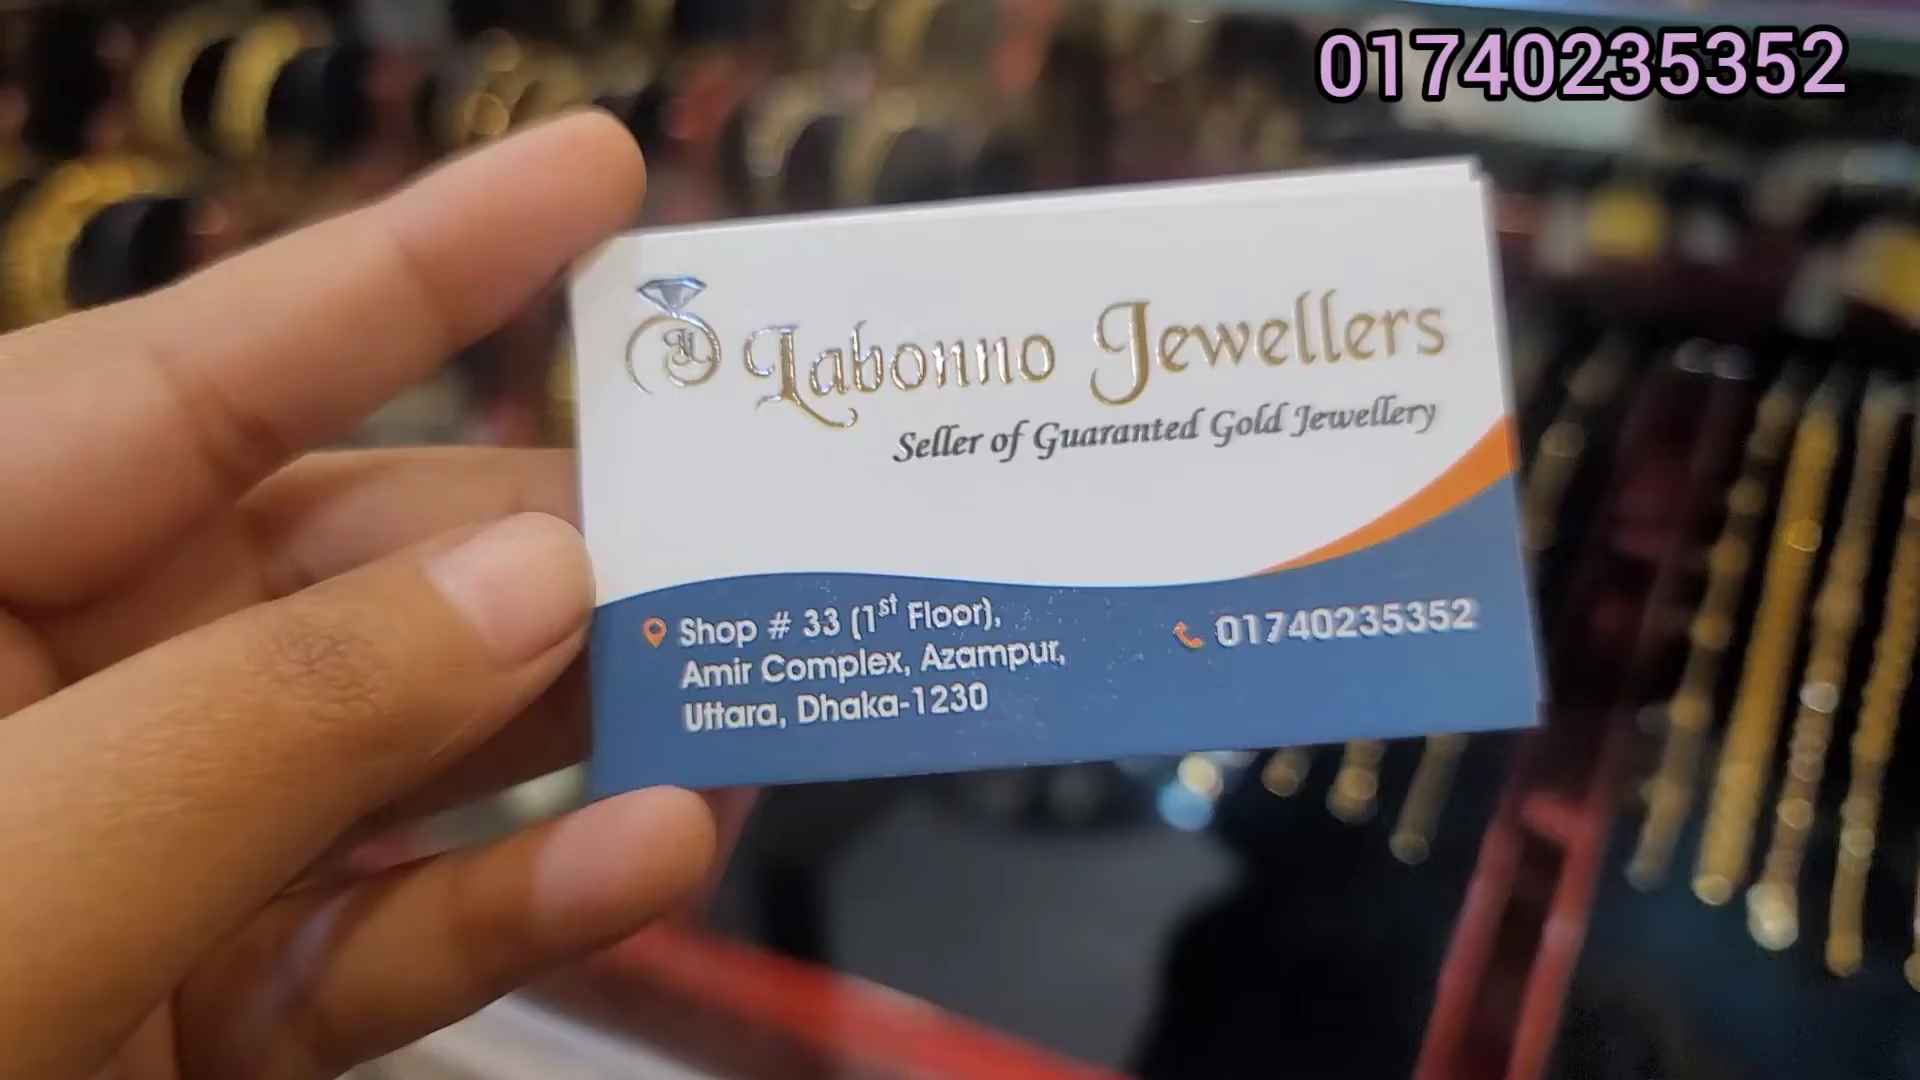 01740235352
Labonno Jewellers
Seller of Guaranted Gold Jewellery
Shop # 33 (1st Floor),
Amir Complex, Azampur,
Uttara, Dhaka-1230
01740235352